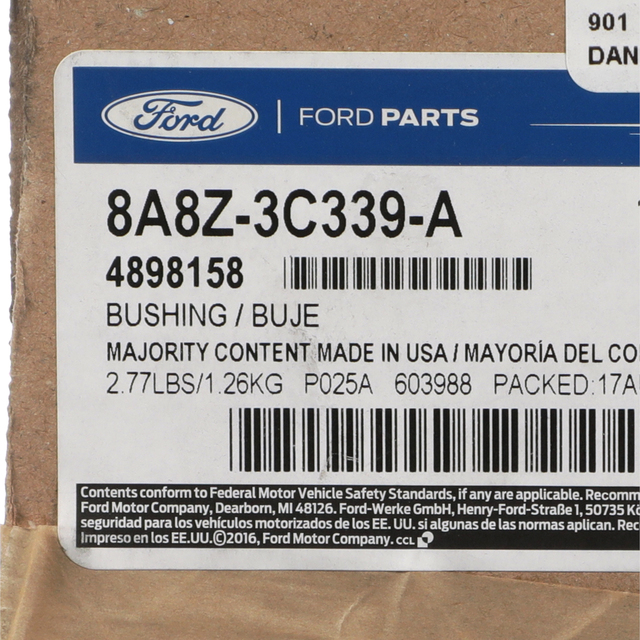 901
DAN
Ford
FORD PARTS
8A8Z-3C339-A
4898158
BUSHING / BUJE
MAJORITY CONTENT MADE IN USA / MAYORÍA DEL CO
2.77LBS/1.26KG P025A 603988 PACKED:17A
Contents conform to Federal Motor Vehicle Safety Standards, if any are applicable. Recomm
Ford Motor Company, Dearborn, MI 48126. Ford-Werke GmbH, Henry-Ford-Straße 1, 50735 Kö
seguridad para los vehículos motorizados de los EE. UU. si algunas de las normas aplican. Rec
Impreso en los EE.UU.©2016, Ford Motor Company. CCL